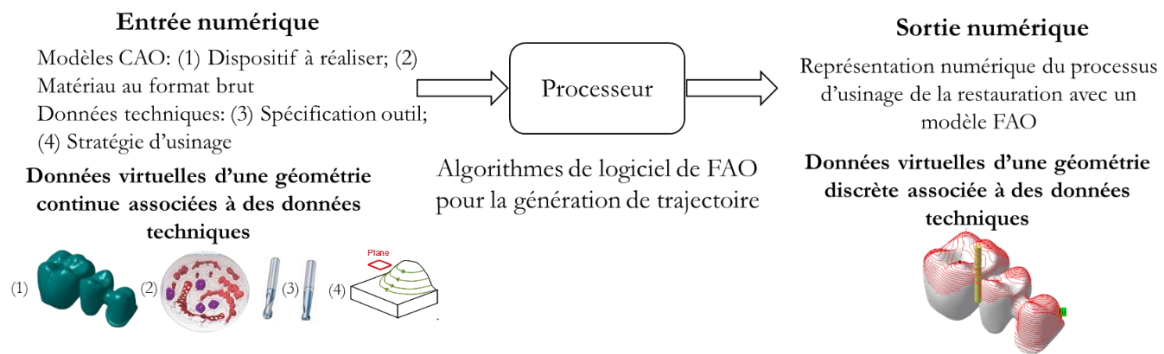 Entrée numérique
Modèles CAO: (1) Dispositif à réaliser; (2)
Matériau au format brut
Données techniques: (3) Spécification outil;
(4) Stratégie d'usinage
Données virtuelles d'une géométrie
continue associées à des données
techniques
(1)
(2)
(3)
(4)
Plane
Processeur
Algorithmes de logiciel de FAO
pour la génération de trajectoire
Sortie numérique
Représentation numérique du processus
d'usinage de la restauration avec un
modèle FAO
Données virtuelles d'une géométrie
discrète associée à des données
techniques